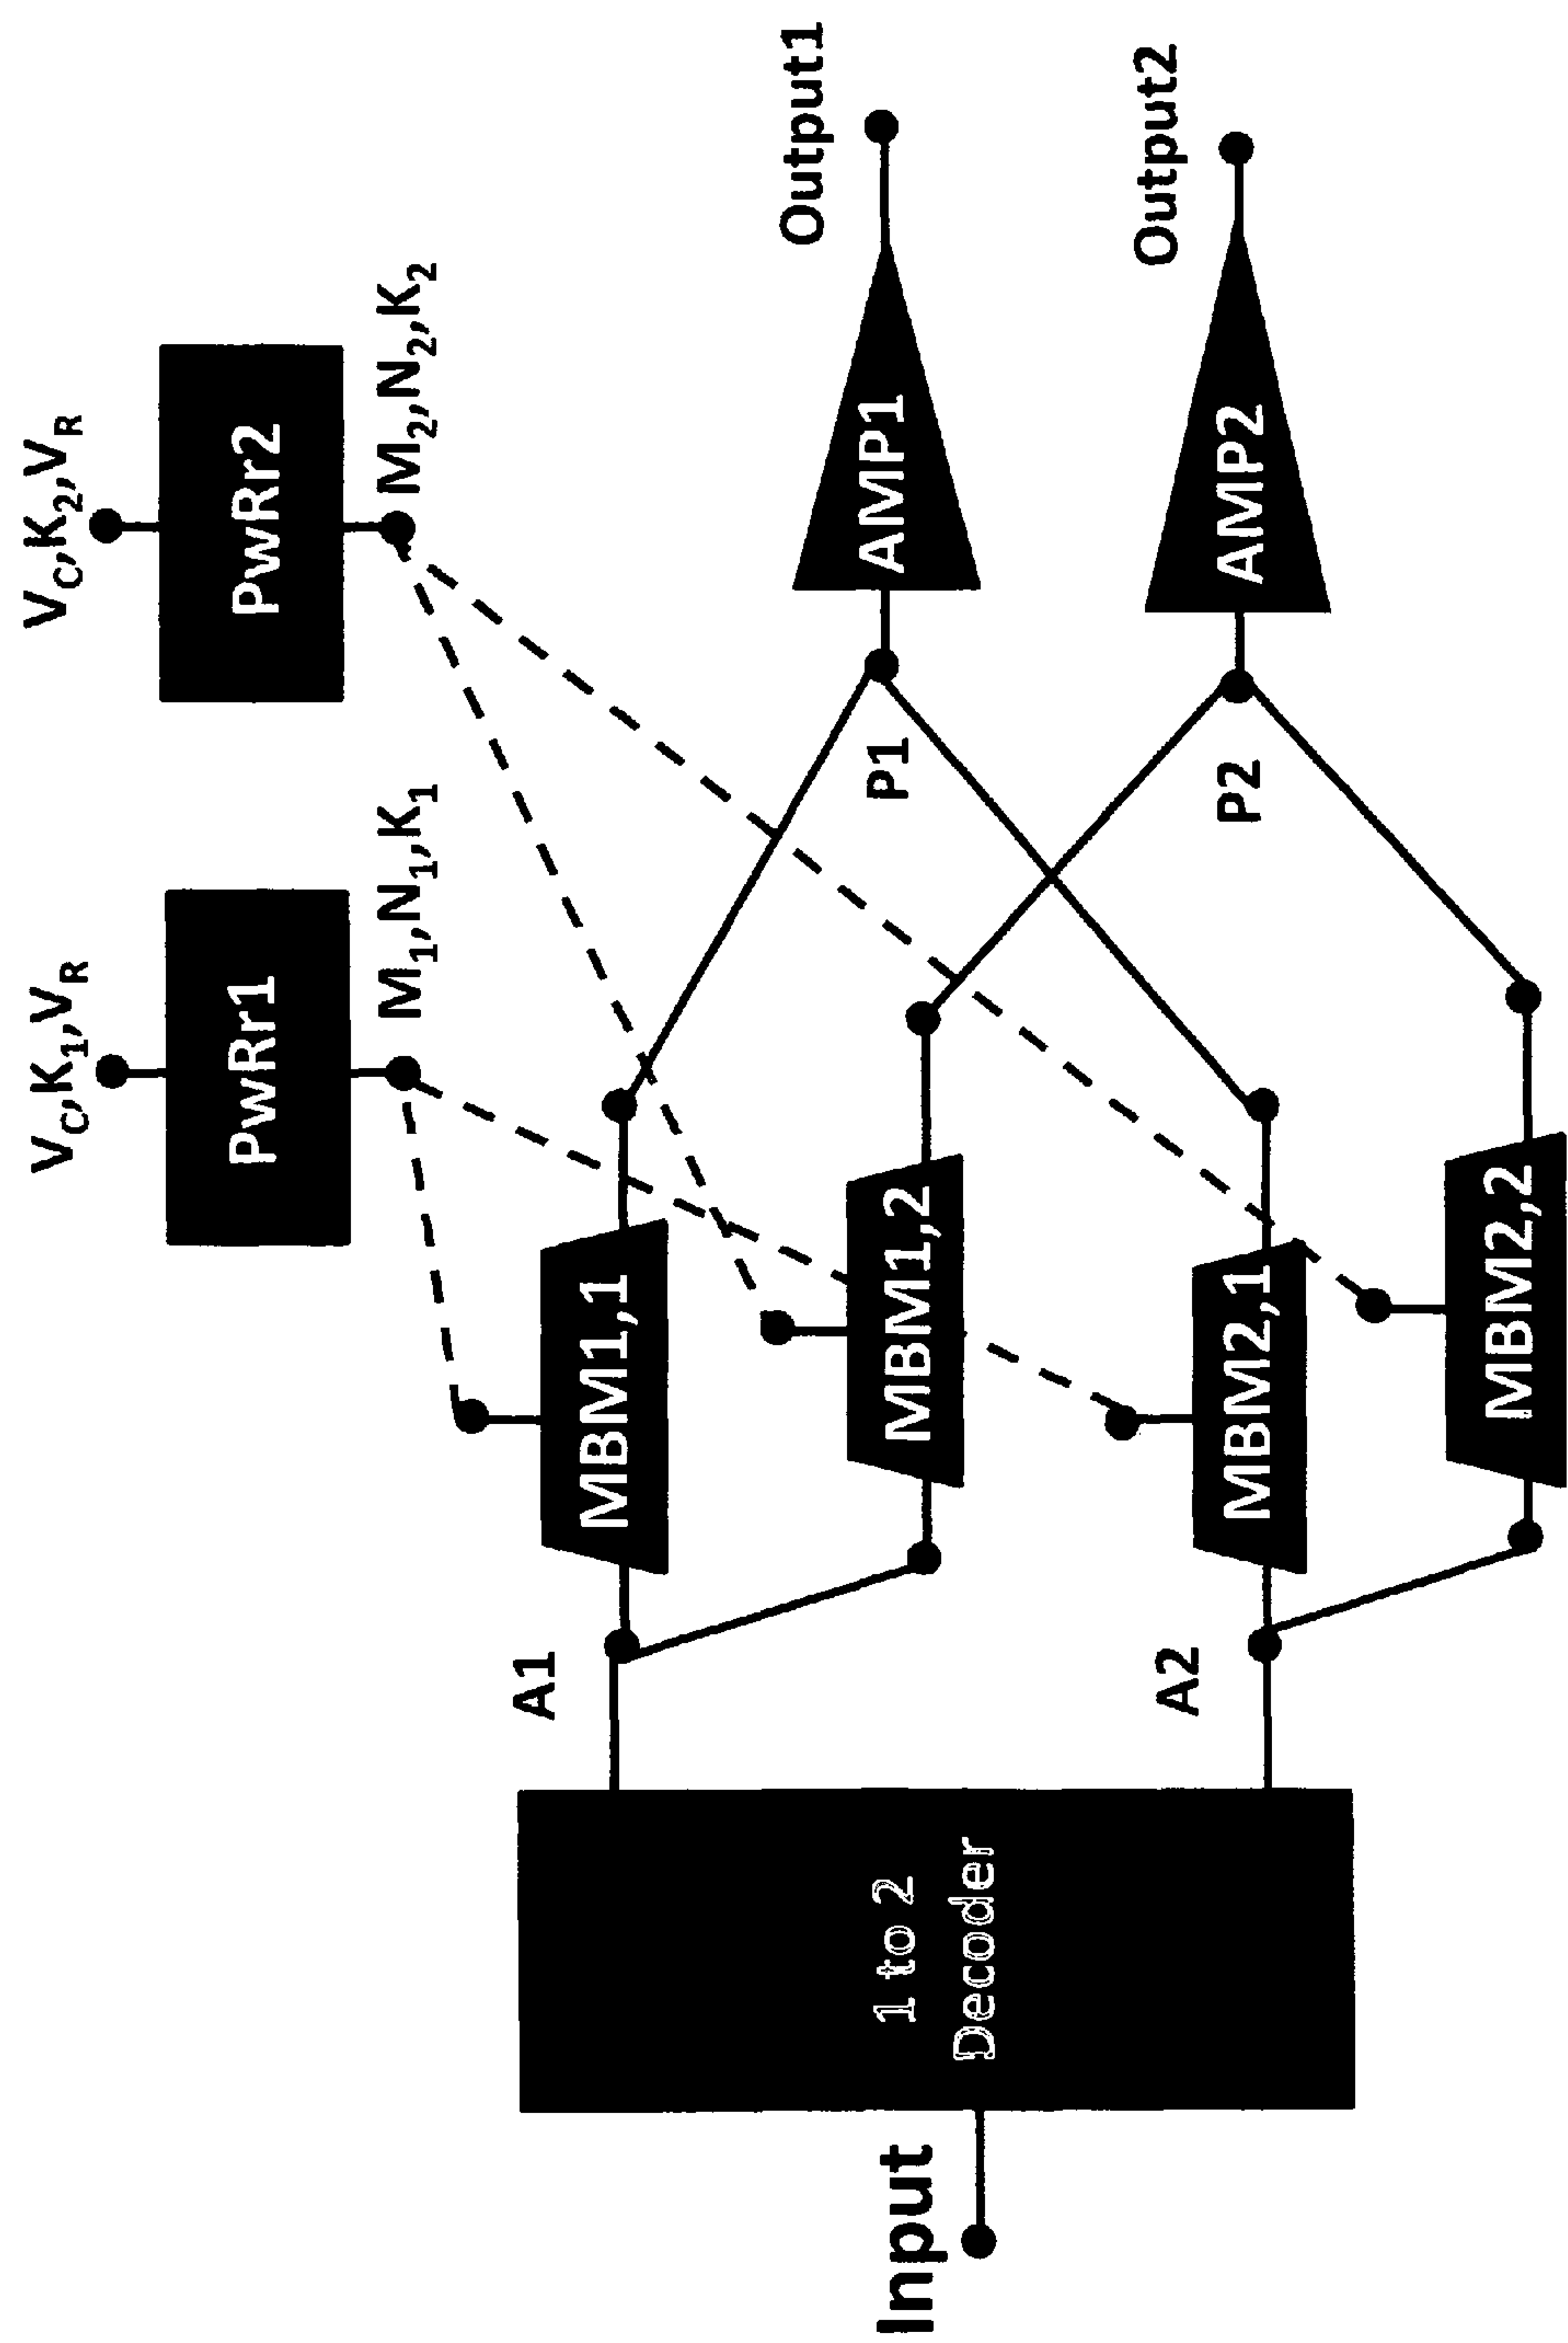 V_C,K_1,V_R
V_C,K_2,V_R
PwRr1
PwRr2
M_1,N_1,K_1
M_2,N_2,K_2
A1
MBM1,1
Output1
P1
AMP1
MBM1,2
Input
1 to 2
Decoder
A2
MBM2,1
Output2
P2
AMP2
MBM2,2